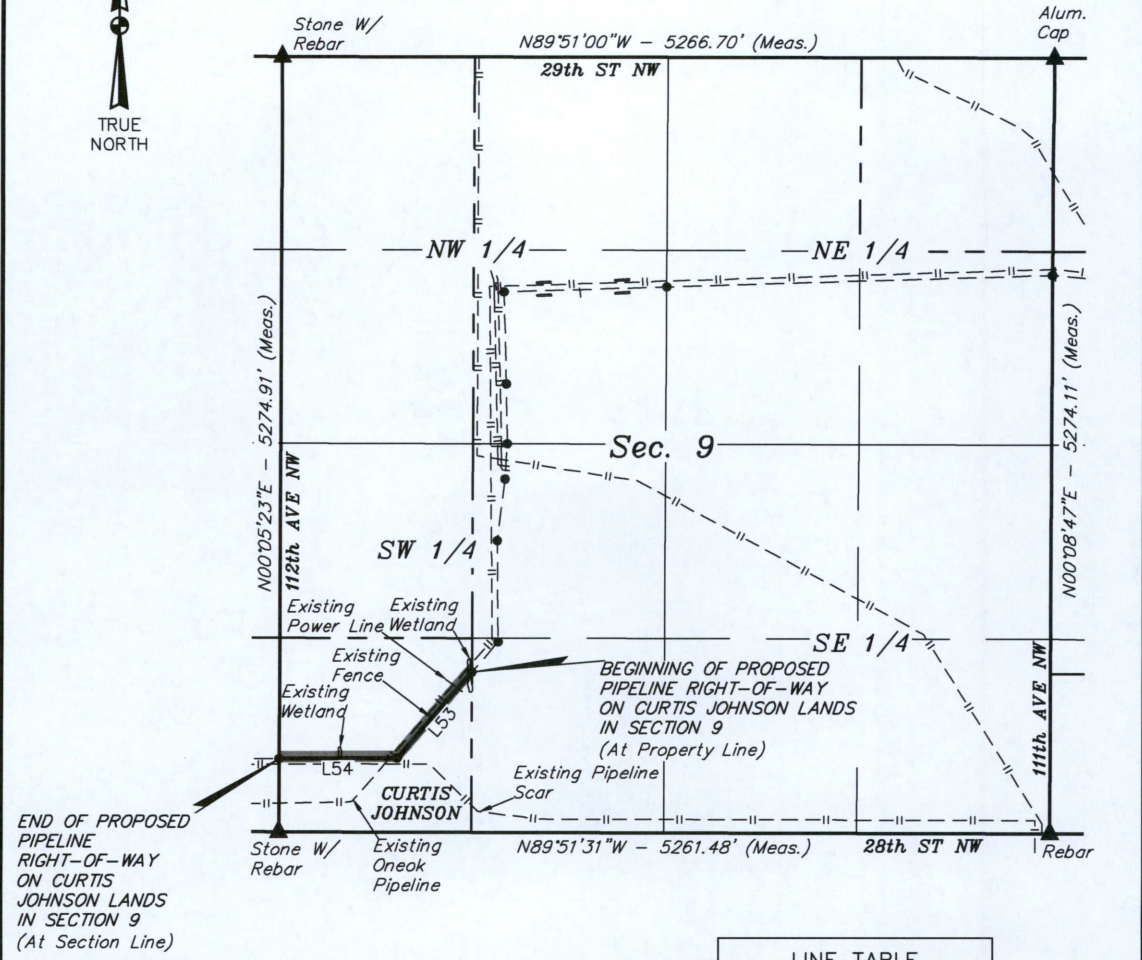 Stone W/
Rebar
N89°51'00"W - 5266.70' (Meas.)
29th ST NW
Alum.
Cap
TRUE
NORTH
NW 1/4
NE 1/4
N00°05'23"E - 5274.91' (Meas.)
112th AVE NW
Sec. 9
N00°08'47"E - 5274.11' (Meas.)
SW 1/4
SE 1/4
111th AVE NW
Existing
Power Line
Existing
Wetland
Existing
Fence
Existing
Wetland
L53
L54
BEGINNING OF PROPOSED
PIPELINE RIGHT-OF-WAY
ON CURTIS JOHNSON LANDS
IN SECTION 9
(At Property Line)
Existing Pipeline
Scar
CURTIS
JOHNSON
END OF PROPOSED
PIPELINE
RIGHT-OF-WAY
ON CURTIS
JOHNSON LANDS
IN SECTION 9
(At Section Line)
Stone W/
Rebar
Existing
Oneok
Pipeline
N89°51'31"W - 5261.48' (Meas.)
28th ST NW
Rebar
LINE TABLE